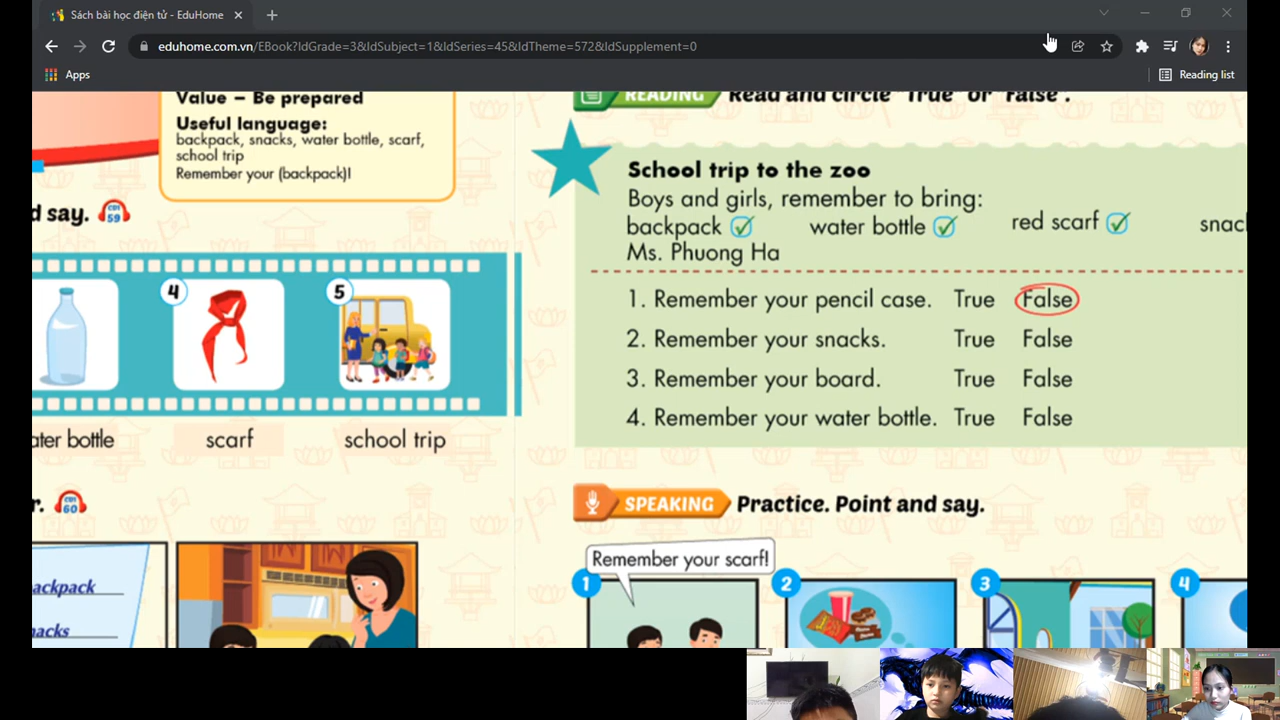 Sách bài học điện tử - EduHome
eduhome.com.vn/EBook?IdGrade=3&IdSubject=1&IdSeries=45&IdTheme=572&IdSupplement=0
Apps
Reading list
Value – Be prepared
Useful language:
backpack, snacks, water bottle, scarf,
school trip
Remember your (backpack)!
d say.
CD1
59
4
5
ater bottle
scarf
school trip
r.
CD1
60
ackpack
nacks
READING
Read and circle "True" or "False".
School trip to the zoo
Boys and girls, remember to bring:
backpack water bottle red scarf snac
Ms. Phuong Ha
1. Remember your pencil case. True False
2. Remember your snacks. True False
3. Remember your board. True False
4. Remember your water bottle. True False
SPEAKING
Practice. Point and say.
Remember your scarf!
1
2
3
4